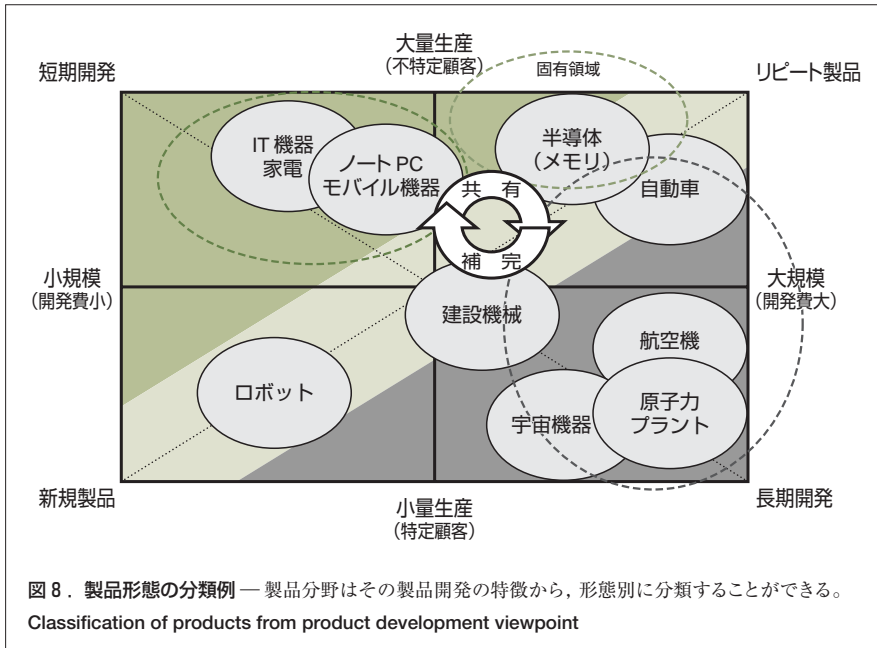 大量生産
(不特定顧客)
短期開発
固有領域
リピート製品
IT 機器
家電
ノート PC
モバイル機器
半導体
(メモリ)
自動車
共 有
補 完
小規模
(開発費小)
大規模
(開発費大)
建設機械
航空機
ロボット
宇宙機器
原子力
プラント
新規製品
小量生産
(特定顧客)
長期開発
図 8．製品形態の分類例 — 製品分野はその製品開発の特徴から，形態別に分類することができる。
Classification of products from product development viewpoint